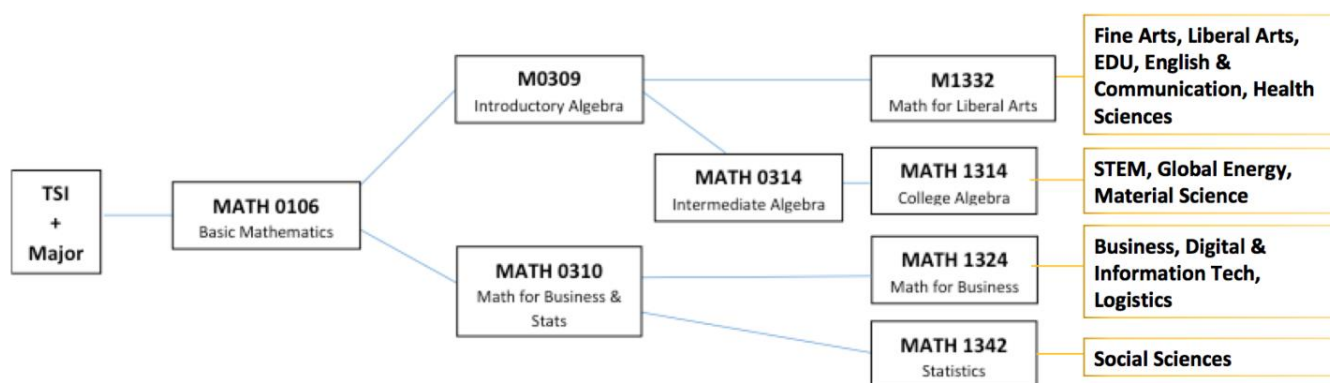 TSI
+
Major
MATH 0106
Basic Mathematics
M0309
Introductory Algebra
MATH 0310
Math for Business &
Stats
MATH 0314
Intermediate Algebra
M1332
Math for Liberal Arts
MATH 1314
College Algebra
MATH 1324
Math for Business
MATH 1342
Statistics
Fine Arts, Liberal Arts,
EDU, English &
Communication, Health
Sciences
STEM, Global Energy,
Material Science
Business, Digital &
Information Tech,
Logistics
Social Sciences